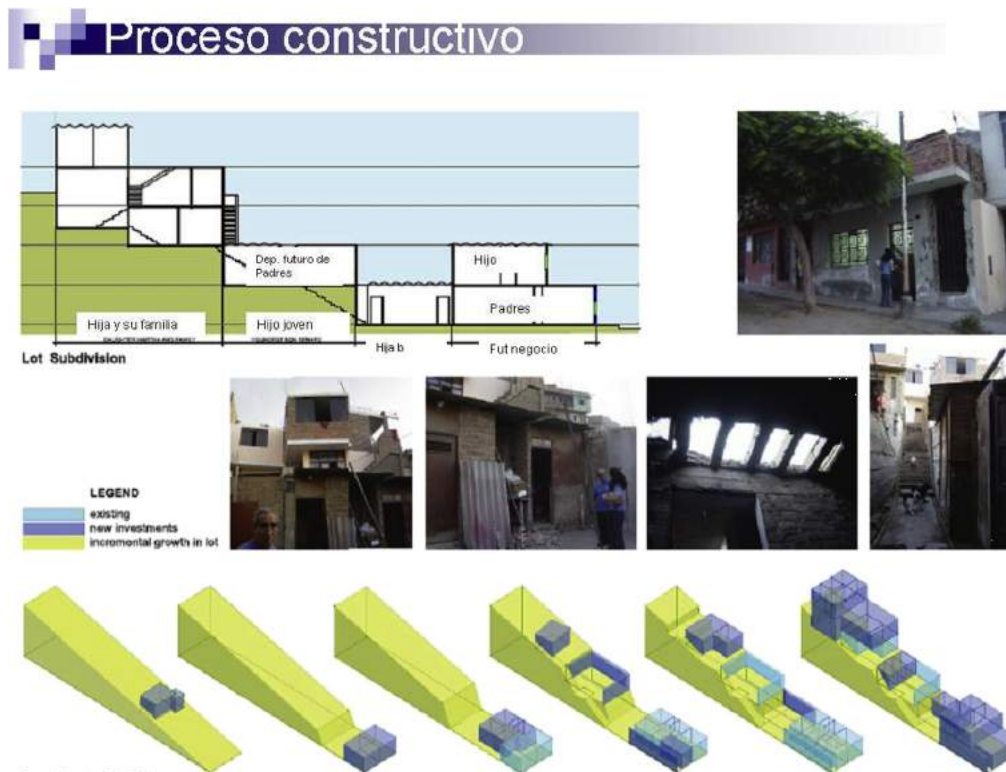 Proceso constructivo
Dep. futuro de
Padres
Hijo
Padres
Hija y su familia
Hijo joven
Hija b
Fut negocio
Lot Subdivision
LEGEND
existing
new investments
incremental growth in lot